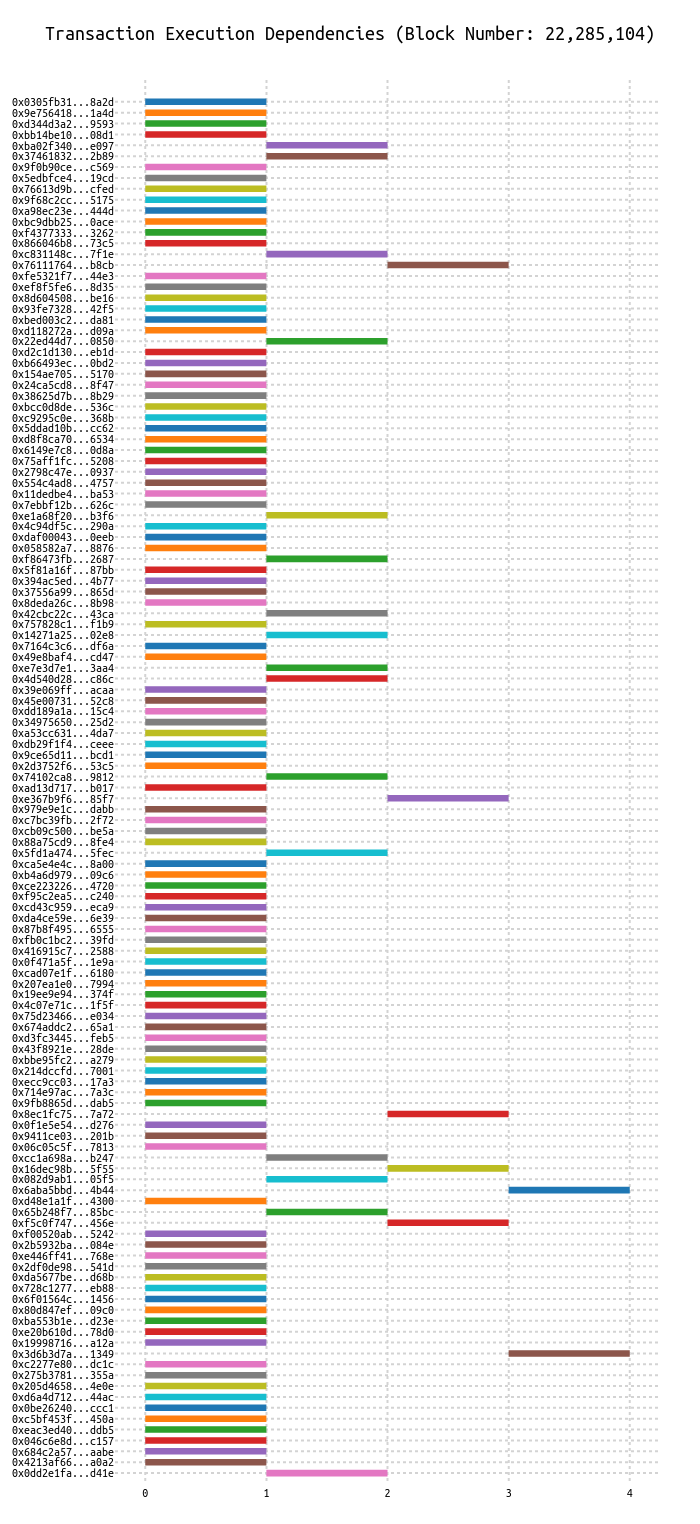 Transaction Execution Dependencies (Block Number: 22,285,104)
0x0305fb31...8a2d
0x9e756418...1a4d
0xd344d3a2...9593
0xbb14be10...08d1
0xba02f340...e097
0x37461832...2b89
0x9f0b90ce...c569
0x5edbfce4...19cd
0x76613d9b...cfed
0x9f68c2cc...5175
0xa98ec23e...444d
0xbc9dbb25...0ace
0xf4377333...3262
0x866046b8...73c5
0xc831148c...7f1e
0x76111764...b8cb
0xfe5321f7...44e3
0xef8f5fe6...8d35
0x8d604508...be16
0x93fe7328...42f5
0xbed003c2...da81
0xd118272a...d09a
0x22ed44d7...0850
0xd2c1d130...eb1d
0xb66493ec...0bd2
0x154ae705...5170
0x24ca5cd8...8f47
0x38625d7b...8b29
0xbcc0d8de...536c
0xc9295c0e...368b
0x5ddad10b...cc62
0xd8f8ca70...6534
0x6149e7c8...0d8a
0x75aff1fc...5208
0x2798c47e...0937
0x554c4ad8...4757
0x11dedbe4...ba53
0x7ebbf12b...626c
0xe1a68f20...b3f6
0x4c94df5c...290a
0xdaf00043...0eeb
0x058582a7...8876
0xf86473fb...2687
0x5f81a16f...87bb
0x394ac5ed...4b77
0x37556a99...865d
0x8deda26c...8b98
0x42cbc22c...43ca
0x757828c1...f1b9
0x14271a25...02e8
0x7164c3c6...df6a
0x49e8baf4...cd47
0xe7e3d7e1...3aa4
0x4d540d28...c86c
0x39e069ff...acaa
0x45e00731...52c8
0xdd189a1a...15c4
0x34975650...25d2
0xa53cc631...4da7
0xdb29f1f4...ceee
0x9ce65d11...bcd1
0x2d3752f6...53c5
0x74102ca8...9812
0xad13d717...b017
0xe367b9f6...85f7
0x979e9e1c...dabb
0xc7bc39fb...2f72
0xcb09c500...be5a
0x88a75cd9...8fe4
0x5fd1a474...5fec
0xca5e4e4c...8a00
0xb4a6d979...09c6
0xce223226...4720
0xf95c2ea5...c240
0xcd43c959...eca9
0xda4ce59e...6e39
0x87b8f495...6555
0xfb0c1bc2...39fd
0x416915c7...2588
0x0f471a5f...1e9a
0xcad07e1f...6180
0x207ea1e0...7994
0x19ee9e94...374f
0x4c07e71c...1f5f
0x75d23466...e034
0x674addc2...65a1
0xd3fc3445...feb5
0x43f8921e...28de
0xbbe95fc2...a279
0x214dccfd...7001
0xecc9cc03...17a3
0x714e97ac...7a3c
0x9fb8865d...dab5
0x8ec1fc75...7a72
0x0f1e5e54...d276
0x9411ce03...201b
0x06c05c5f...7813
0xcc1a698a...b247
0x16dec98b...5f55
0x082d9ab1...05f5
0x6aba5bbd...4b44
0xd48e1a1f...4300
0x65b248f7...85bc
0xf5c0f747...456e
0xf00520ab...5242
0x2b5932ba...084e
0xe446ff41...768e
0x2df0de98...541d
0xda5677be...d68b
0x728c1277...eb88
0x6f01564c...1456
0x80d847ef...09c0
0xba553b1e...d23e
0xe20b610d...78d0
0x19998716...a12a
0x3d6b3d7a...1349
0xc2277e80...dc1c
0x275b3781...355a
0x205d4658...4e0e
0xd6a4d712...44ac
0x0be26240...ccc1
0xc5bf453f...450a
0xeac3ed40...ddb5
0x046c6e8d...c157
0x684c2a57...aabe
0x4213af66...a0a2
0x0dd2e1fa...d41e
0 1 2 3 4